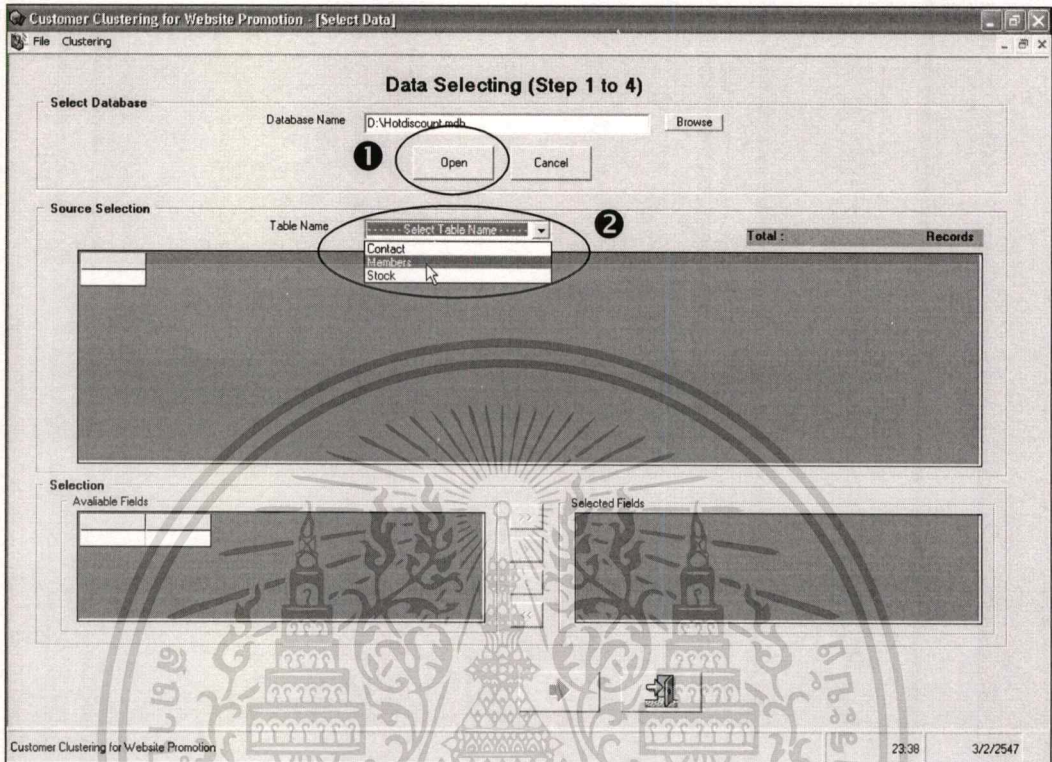 Customer Clustering for Website Promotion - [Select Data]
File Clustering
Data Selecting (Step 1 to 4)
Select Database
Database Name D:\Hotdiscount.mdb Browse
❶ Open Cancel
Source Selection
Table Name - - - - - Select Table Name - - - - - ❷
Total : Records
Contact
Members
Stock
Selection
Avaliable Fields
Selected Fields
Customer Clustering for Website Promotion 23:38 3/2/2547